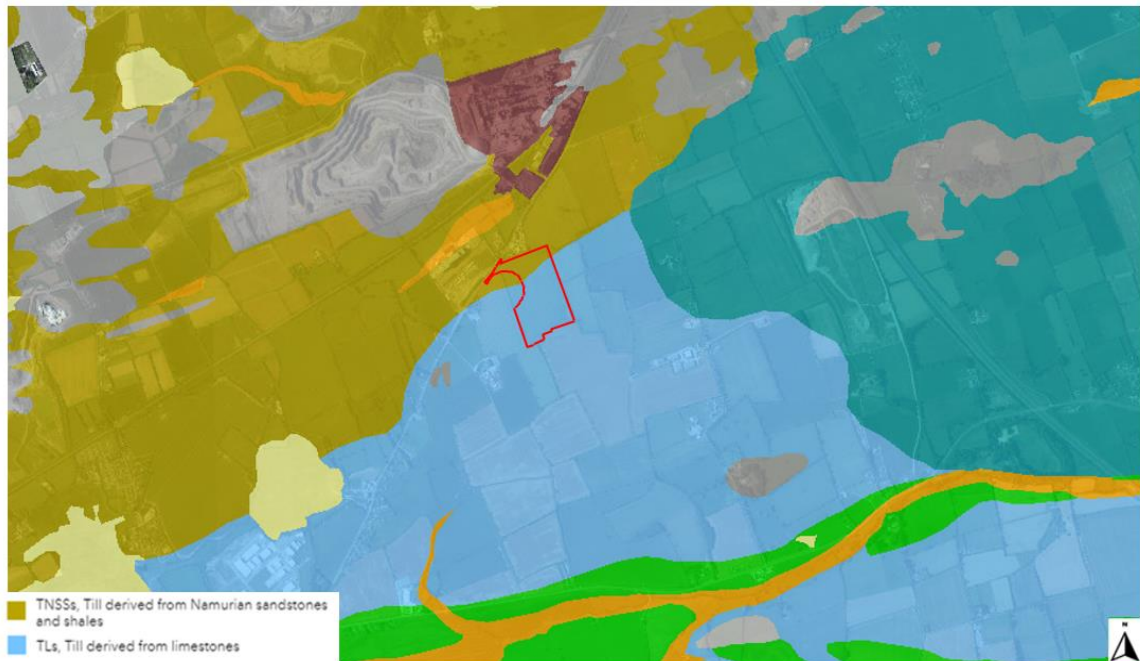 TNSSs, Till derived from Namurian sandstones
and shales
TLs, Till derived from limestones
N